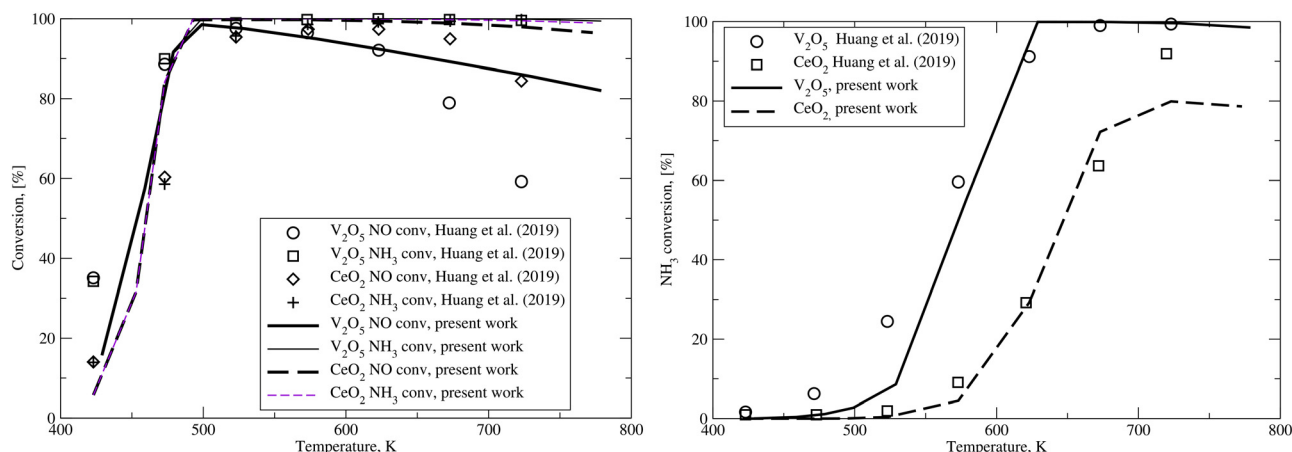 100
80
60
40
20
0
Conversion, [%]
V2O5 NO conv, Huang et al. (2019)
V2O5 NH3 conv, Huang et al. (2019)
CeO2 NO conv, Huang et al. (2019)
CeO2 NH3 conv, Huang et al. (2019)
V2O5 NO conv, present work
V2O5 NH3 conv, present work
CeO2 NO conv, present work
CeO2 NH3 conv, present work
400 500 600 700 800
Temperature, K
100
80
60
40
20
0
NH3 conversion, [%]
V2O5 Huang et al. (2019)
CeO2 Huang et al. (2019)
V2O5, present work
CeO2, present work
400 500 600 700 800
Temperature, K